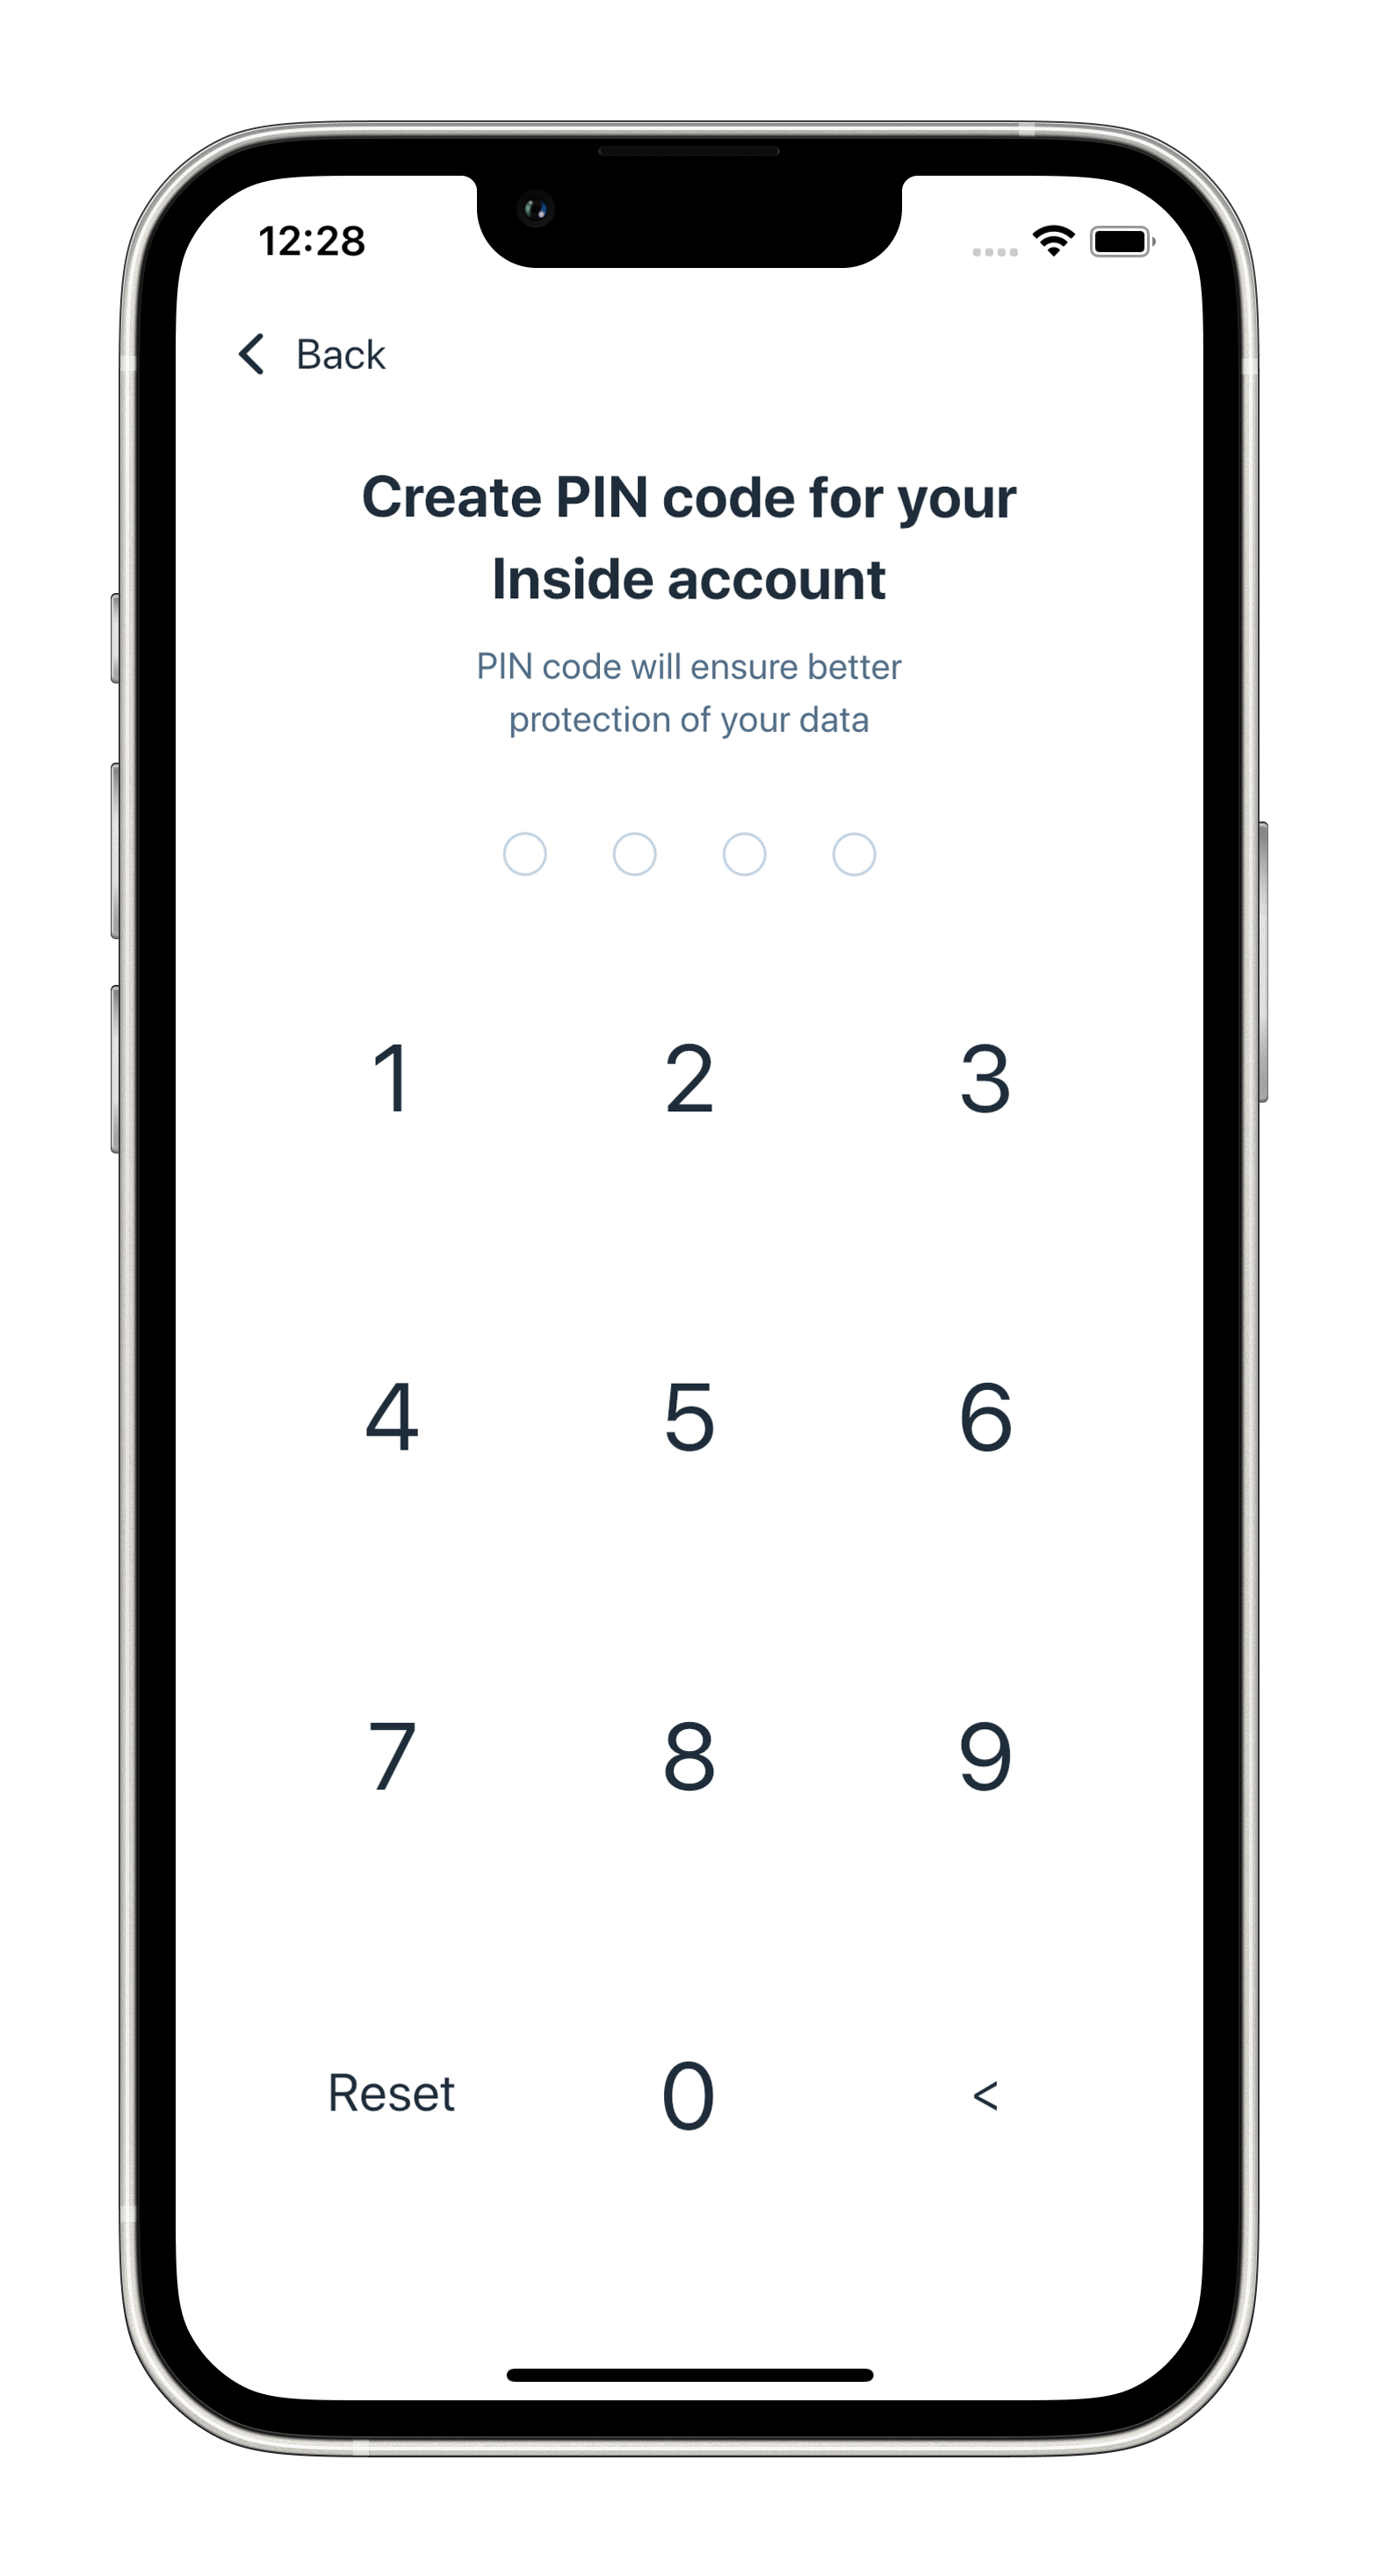 12:28
Back
Create PIN code for your
Inside account
PIN code will ensure better
protection of your data
1 2 3
4 5 6
7 8 9
Reset 0 <